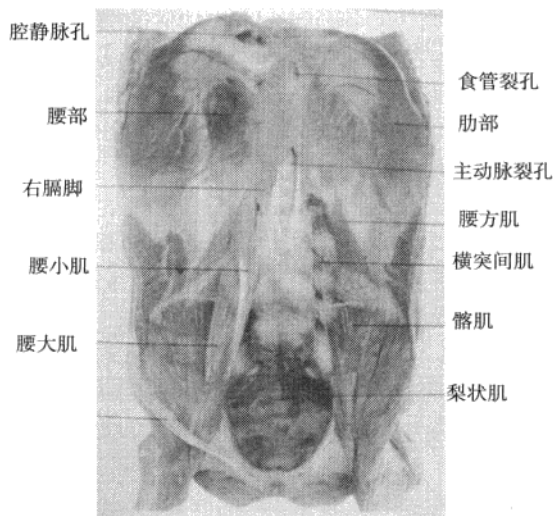 腔静脉孔
腰部
右膈脚
腰小肌
腰大肌
食管裂孔
肋部
主动脉裂孔
腰方肌
横突间肌
髂肌
梨状肌